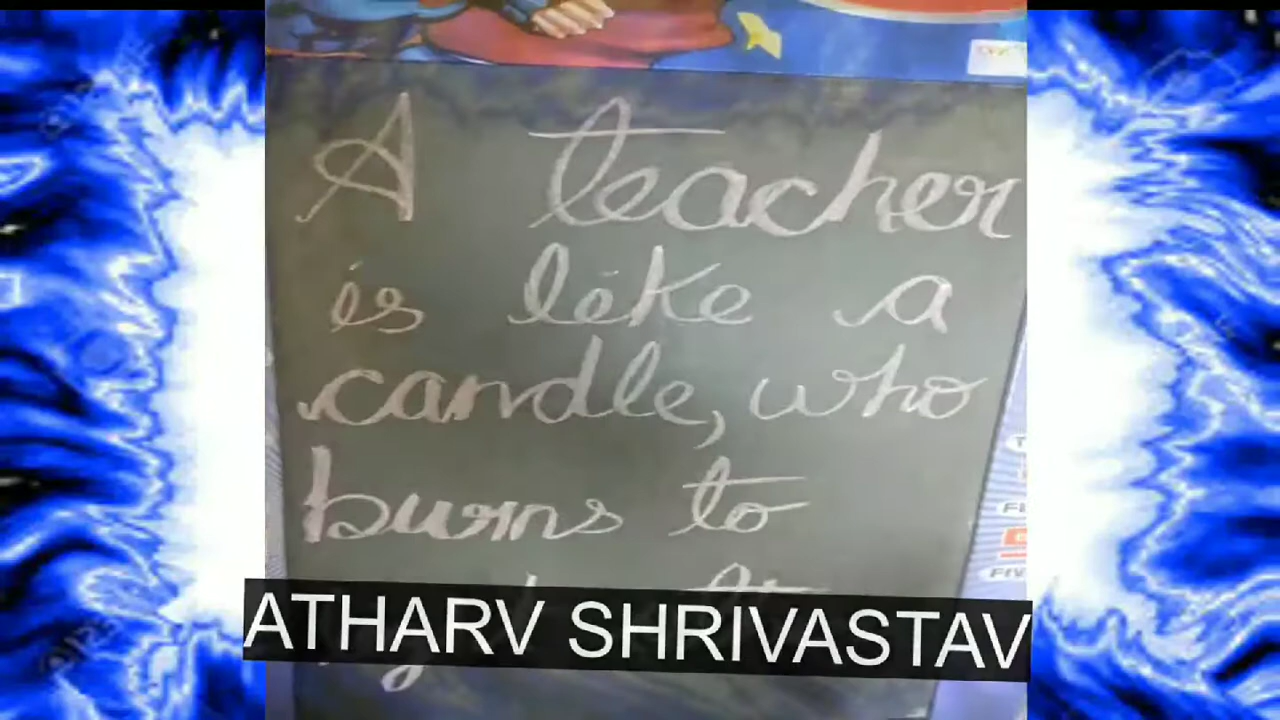 A teacher
is like a
candle, who
burns to
ATHARV SHRIVASTAV